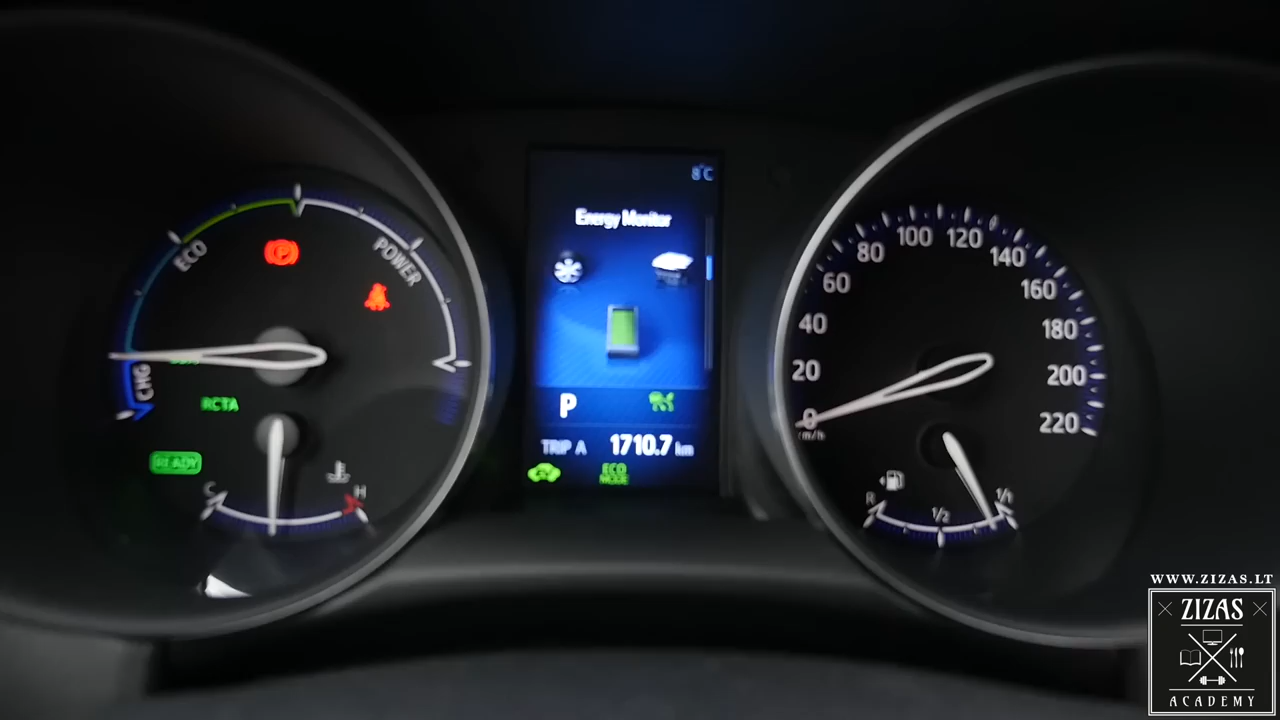 8°C
Energy Monitor
ECO
POWER
CHG
RCTA
READY
C
H
P
TRIP A 1710.7 km
ECO
MODE
0
20
40
60
80
100
120
140
160
180
200
220
R
1/2
1/1
WWW.ZIZAS.LT
ZIZAS
ACADEMY